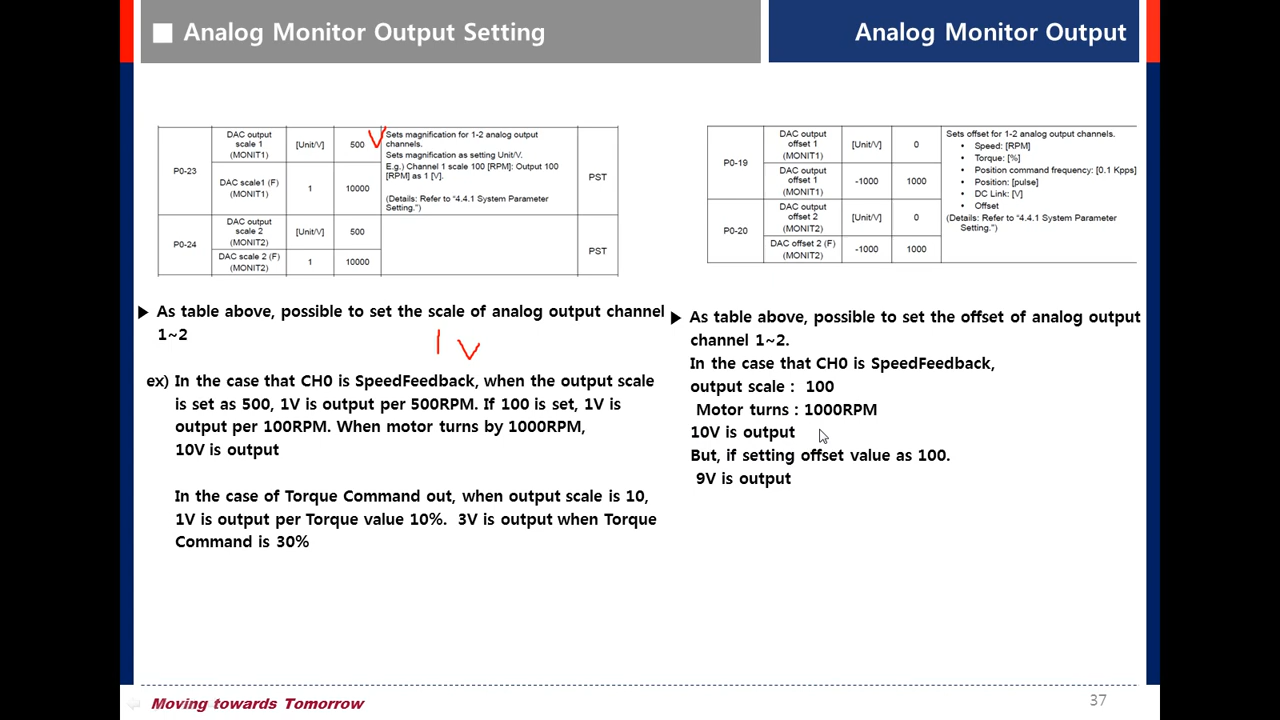 ■ Analog Monitor Output Setting
Analog Monitor Output
P0-23
DAC output
scale 1
(MONIT1)
[Unit/V]
500
V
Sets magnification for 1-2 analog output
channels.
Sets magnification as setting Unit/V.
E.g.) Channel 1 scale 100 [RPM]: Output 100
[RPM] as 1 [V].
(Details: Refer to "4.4.1 System Parameter
Setting.")
PST
DAC scale1 (F)
(MONIT1)
1
10000
P0-24
DAC output
scale 2
(MONIT2)
[Unit/V]
500
PST
DAC scale 2 (F)
(MONIT2)
1
10000
P0-19
DAC output
offset 1
(MONIT1)
[Unit/V]
0
Sets offset for 1-2 analog output channels.
• Speed: [RPM]
• Torque: [%]
• Position command frequency: [0.1 Kpps]
• Position: [pulse]
• DC Link: [V]
• Offset
(Details: Refer to "4.4.1 System Parameter
Setting.")
DAC output
offset 1
(MONIT1)
-1000
1000
P0-20
DAC output
offset 2
(MONIT2)
[Unit/V]
0
DAC offset 2 (F)
(MONIT2)
-1000
1000
▶ As table above, possible to set the scale of analog output channel
1~2
1 V
ex) In the case that CH0 is SpeedFeedback, when the output scale
is set as 500, 1V is output per 500RPM. If 100 is set, 1V is
output per 100RPM. When motor turns by 1000RPM,
10V is output
In the case of Torque Command out, when output scale is 10,
1V is output per Torque value 10%. 3V is output when Torque
Command is 30%
▶ As table above, possible to set the offset of analog output
channel 1~2.
In the case that CH0 is SpeedFeedback,
output scale : 100
Motor turns : 1000RPM
10V is output
But, if setting offset value as 100.
9V is output
Moving towards Tomorrow
37